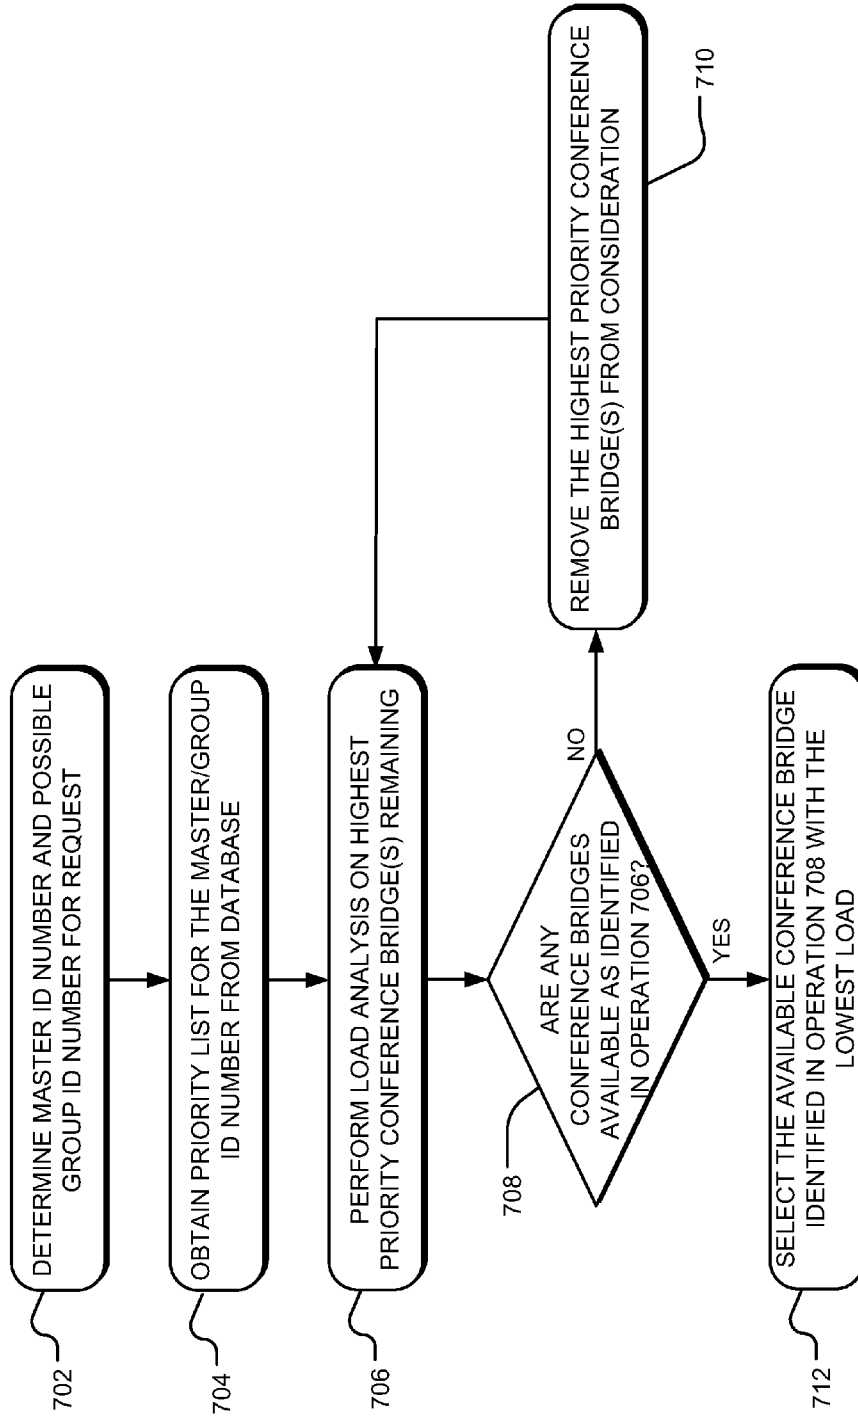 702
DETERMINE MASTER ID NUMBER AND POSSIBLE
GROUP ID NUMBER FOR REQUEST
704
OBTAIN PRIORITY LIST FOR THE MASTER/GROUP
ID NUMBER FROM DATABASE
706
PERFORM LOAD ANALYSIS ON HIGHEST
PRIORITY CONFERENCE BRIDGE(S) REMAINING
708
ARE ANY
CONFERENCE BRIDGES
AVAILABLE AS IDENTIFIED
IN OPERATION 706?
NO
REMOVE THE HIGHEST PRIORITY CONFERENCE
BRIDGE(S) FROM CONSIDERATION
710
YES
712
SELECT THE AVAILABLE CONFERENCE BRIDGE
IDENTIFIED IN OPERATION 708 WITH THE
LOWEST LOAD